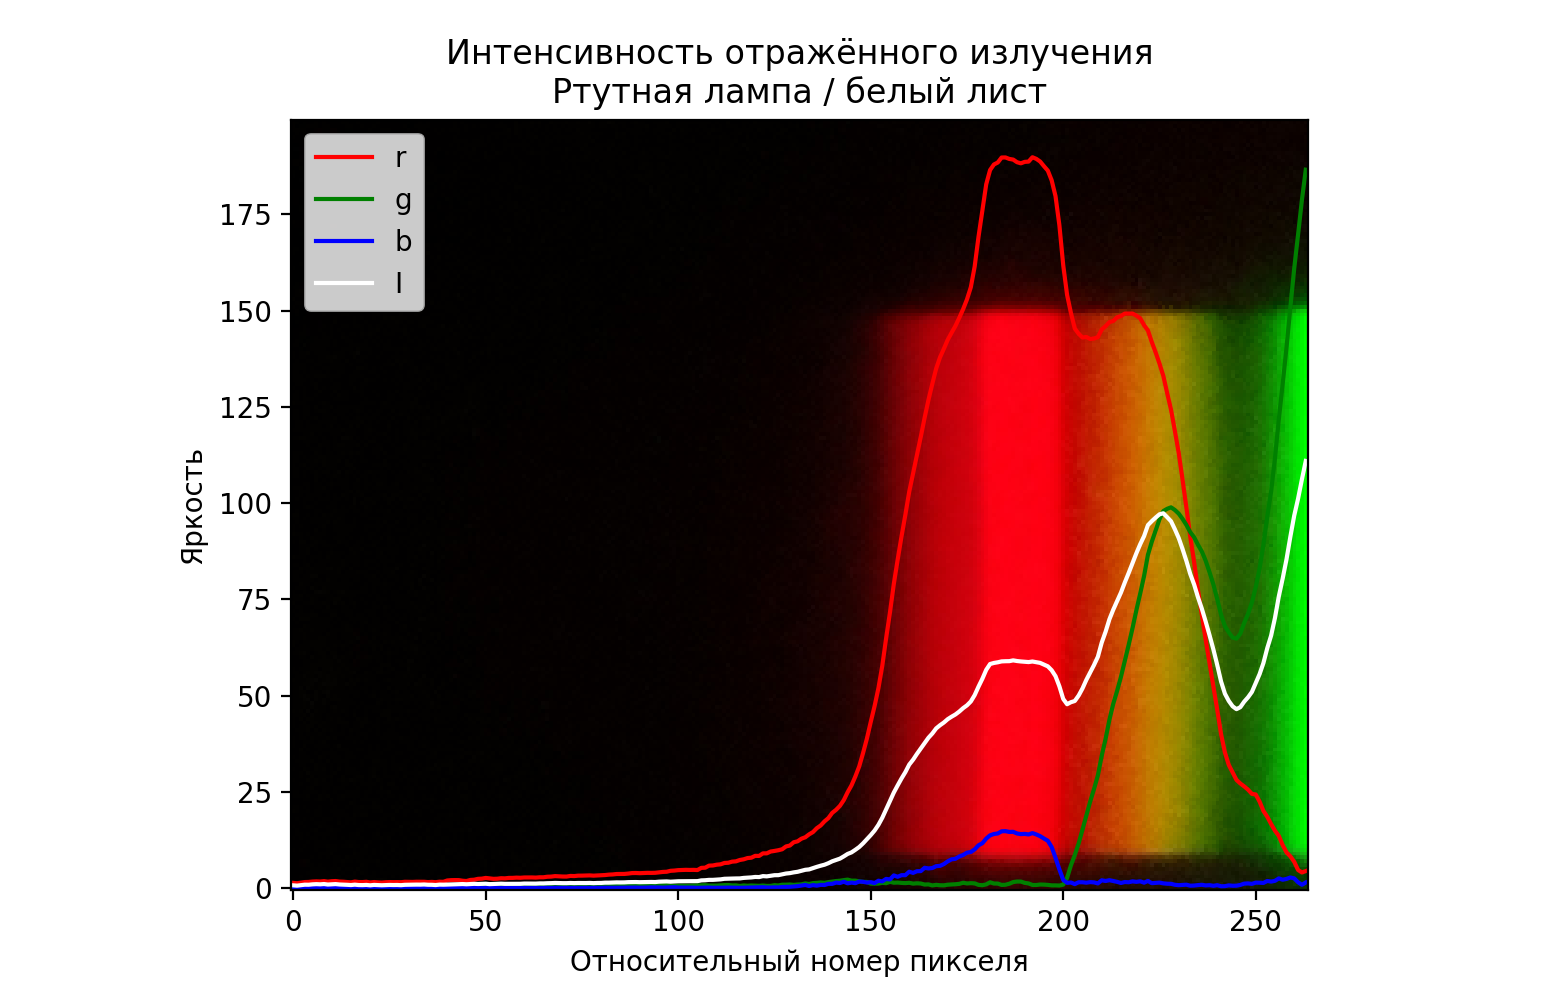 Интенсивность отражённого излучения
Ртутная лампа / белый лист
r
g
b
l
175
150
125
100
75
50
25
0
Яркость
0 50 100 150 200 250
Относительный номер пикселя